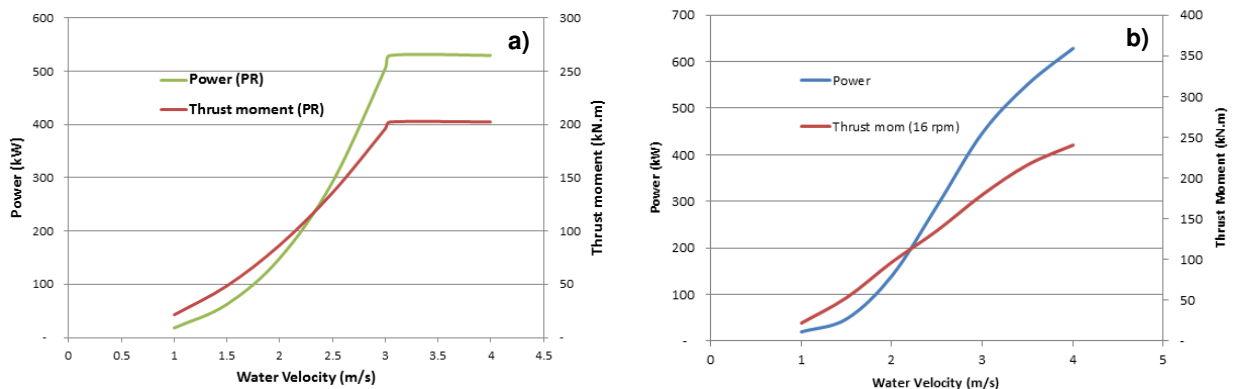 a)
600
500
400
300
200
100
-
Power (kW)
300
250
200
150
100
50
-
Thrust moment (kN.m)
Power (PR)
Thrust moment (PR)
0 0.5 1 1.5 2 2.5 3 3.5 4 4.5
Water Velocity (m/s)
b)
700
600
500
400
300
200
100
-
Power (kW)
400
350
300
250
200
150
100
50
-
Thrust Moment (kN.m)
Power
Thrust mom (16 rpm)
0 1 2 3 4 5
Water Velocity (m/s)